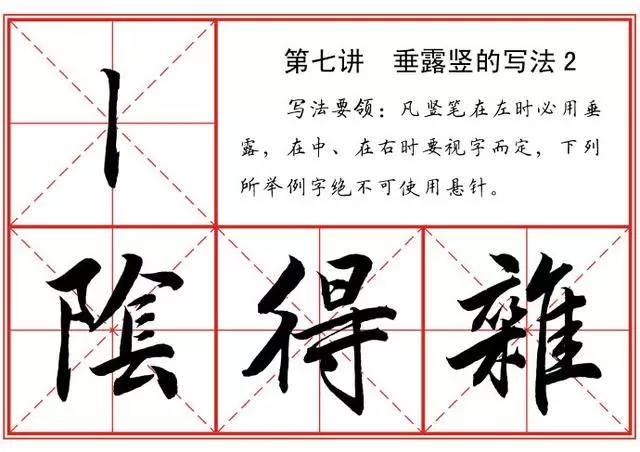 第七讲 垂露竖的写法2
写法要领：凡竖笔在左时必用垂
露，在中、在右时要视字而定，下列
所举例字绝不可使用悬针。
陰 得 雜